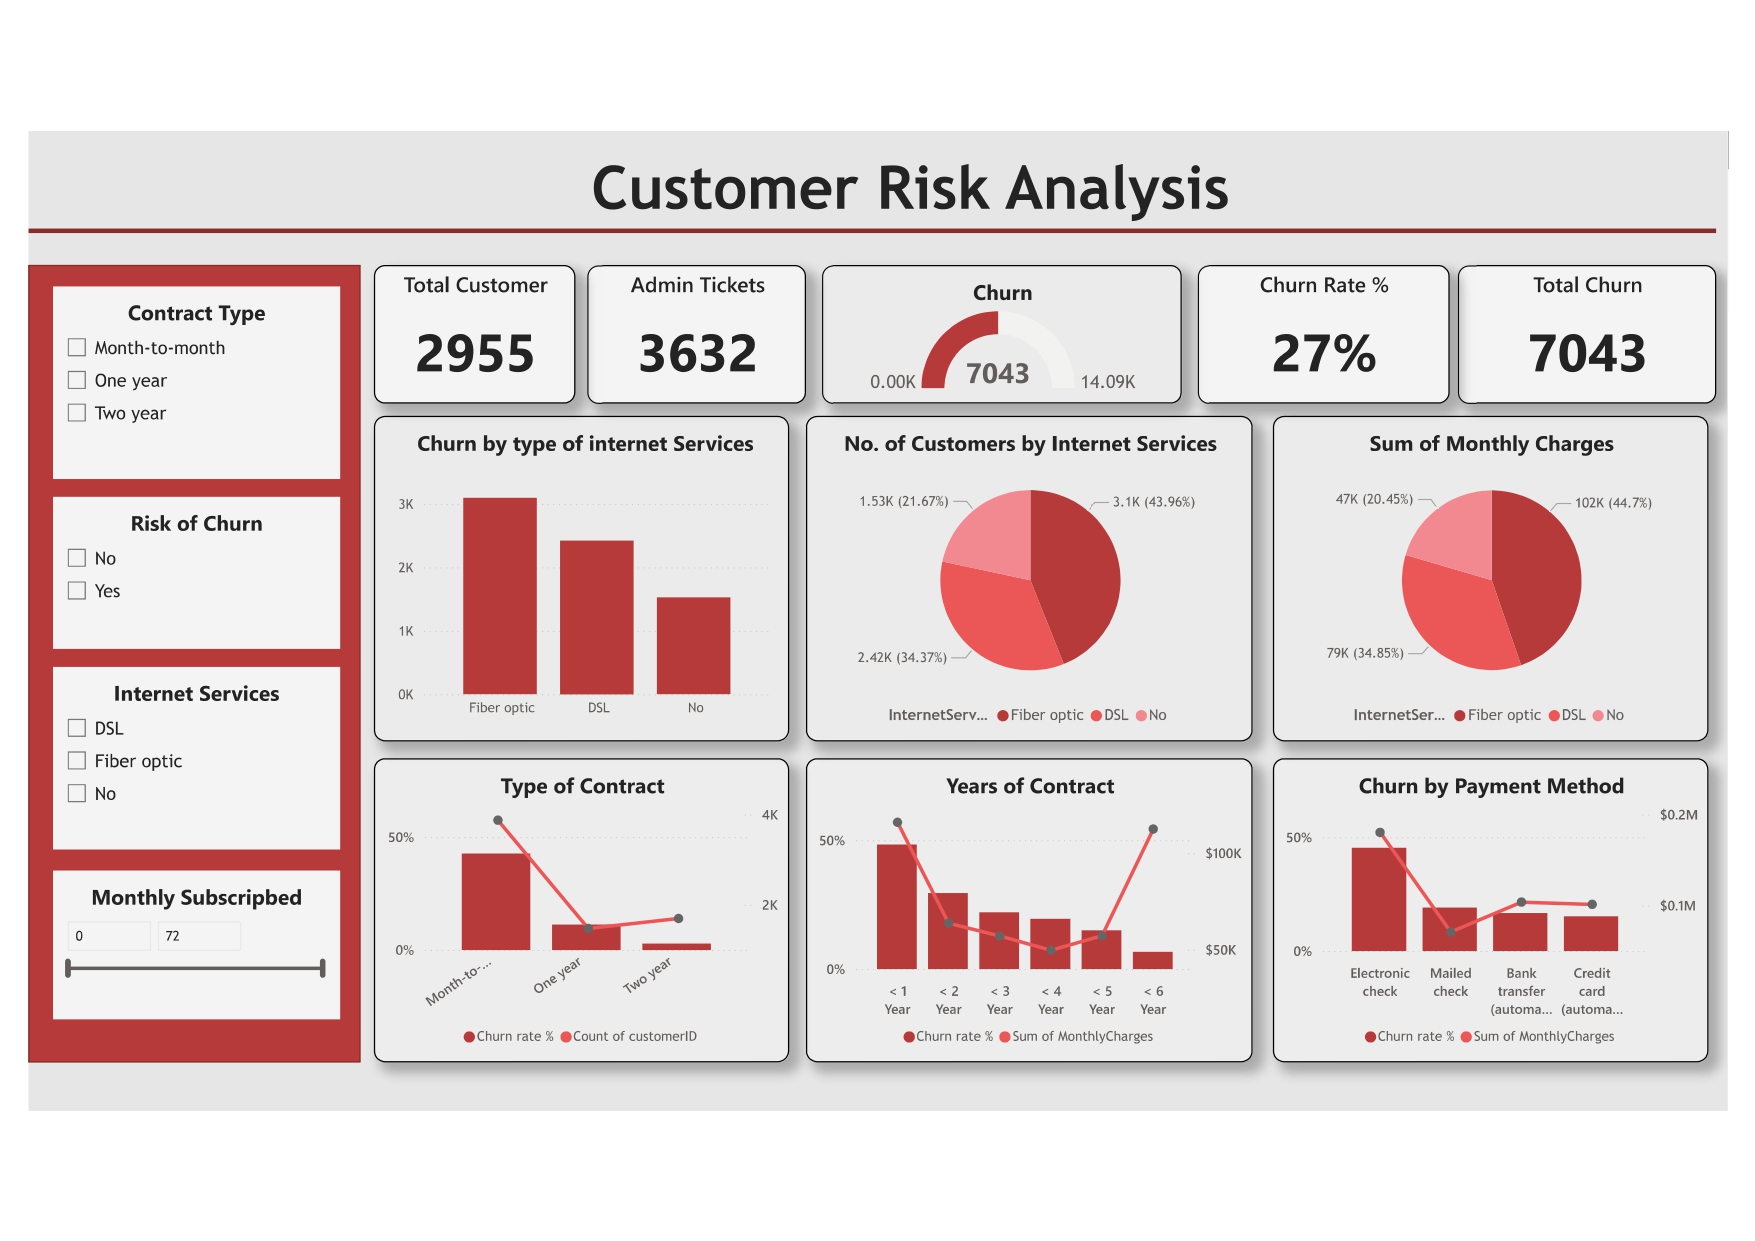 Customer Risk Analysis
Contract Type
Month-to-month
One year
Two year
Risk of Churn
No
Yes
Internet Services
DSL
Fiber optic
No
Monthly Subscripbed
0 72
Total Customer
2955
Admin Tickets
3632
Churn
7043
0.00K 14.09K
Churn Rate %
27%
Total Churn
7043
Churn by type of internet Services
3K
2K
1K
0K
Fiber optic DSL No
No. of Customers by Internet Services
1.53K (21.67%) 3.1K (43.96%)
2.42K (34.37%)
InternetServ... Fiber optic DSL No
Sum of Monthly Charges
47K (20.45%) 102K (44.7%)
79K (34.85%)
InternetSer... Fiber optic DSL No
Type of Contract
4K
50%
2K
0%
Month-to-... One year Two year
Churn rate % Count of customerID
Years of Contract
50%
$100K
$50K
0%
< 1 < 2 < 3 < 4 < 5 < 6
Year Year Year Year Year Year
Churn rate % Sum of MonthlyCharges
Churn by Payment Method
$0.2M
50%
$0.1M
0%
Electronic Mailed Bank Credit
check check transfer card
(automa... (automa...
Churn rate % Sum of MonthlyCharges